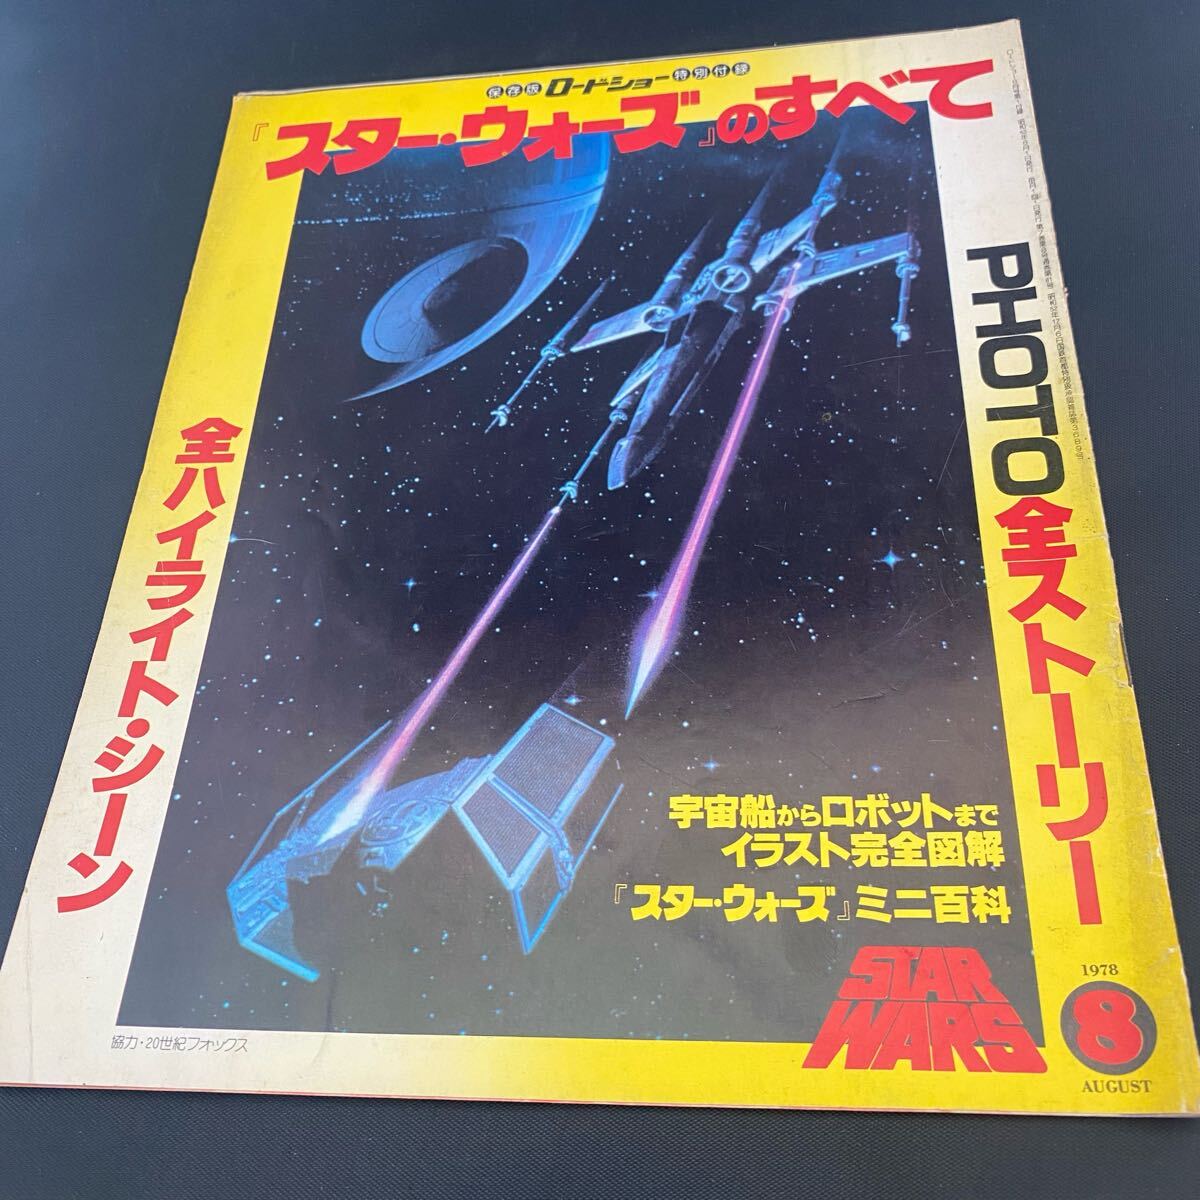 保存版 ロードショー 特別付録
『スター・ウォーズ』のすべて
PHOTO全ストーリー
全ハイライト・シーン
宇宙船からロボットまで
イラスト完全図解
『スター・ウォーズ』ミニ百科
STAR
WARS
1978
8
AUGUST
協力・20世紀フォックス